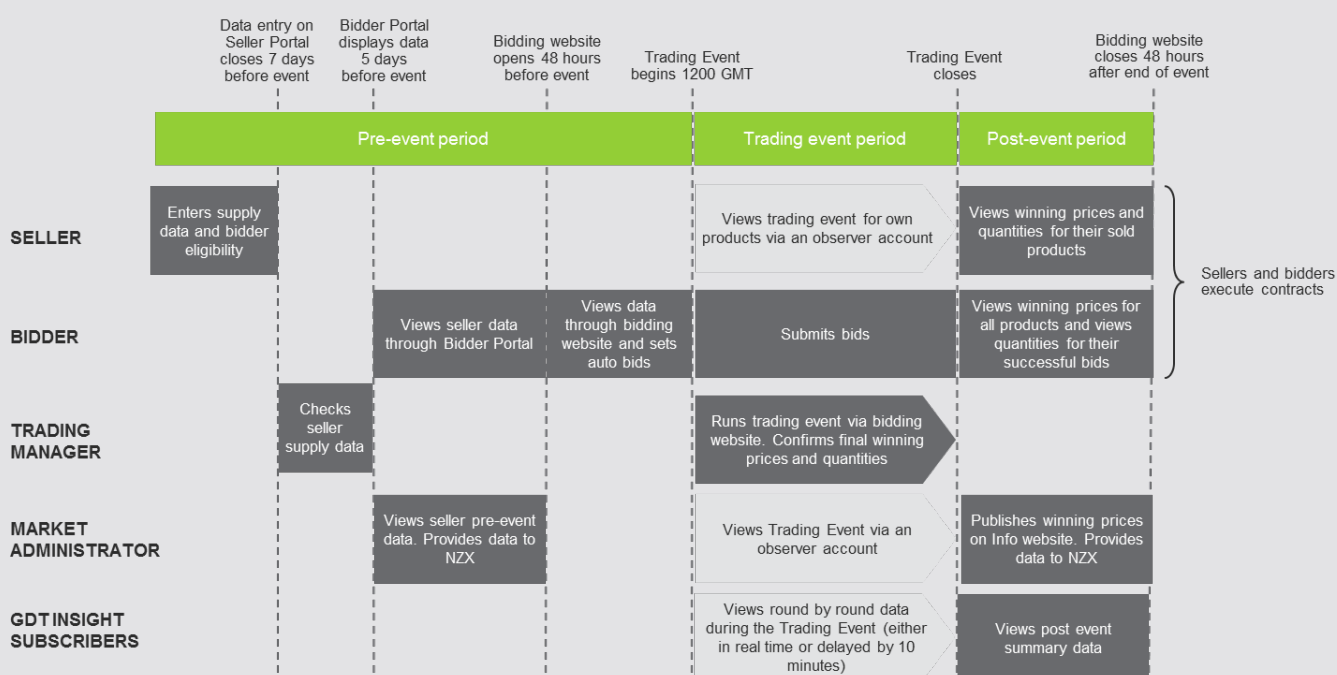 Data entry on
Seller Portal
closes 7 days
before event
Bidder Portal
displays data
5 days
before event
Bidding website
opens 48 hours
before event
Trading Event
begins 1200 GMT
Trading Event
closes
Bidding website
closes 48 hours
after end of event
Pre-event period
Trading event period
Post-event period
SELLER
Enters supply
data and bidder
eligibility
Views trading event for own
products via an observer account
Views winning prices and
quantities for their sold
products
Sellers and bidders
execute contracts
BIDDER
Views seller data
through Bidder Portal
Views data
through bidding
website and sets
auto bids
Submits bids
Views winning prices for
all products and views
quantities for their
successful bids
TRADING
MANAGER
Checks
seller
supply data
Runs trading event via bidding
website. Confirms final winning
prices and quantities
MARKET
ADMINISTRATOR
Views seller pre-event
data. Provides data to
NZX
Views Trading Event via an
observer account
Publishes winning prices
on Info website. Provides
data to NZX
GDT INSIGHT
SUBSCRIBERS
Views round by round data
during the Trading Event (either
in real time or delayed by 10
minutes)
Views post event
summary data